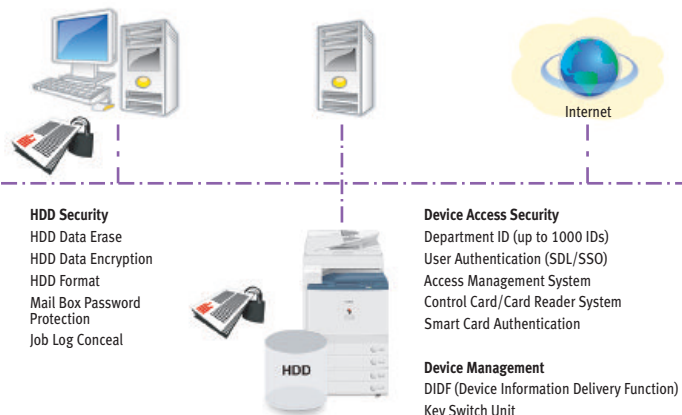 Internet
HDD Security
HDD Data Erase
HDD Data Encryption
HDD Format
Mail Box Password
Protection
Job Log Conceal
HDD
Device Access Security
Department ID (up to 1000 IDs)
User Authentication (SDL/SSO)
Access Management System
Control Card/Card Reader System
Smart Card Authentication
Device Management
DIDF (Device Information Delivery Function)
Key Switch Unit